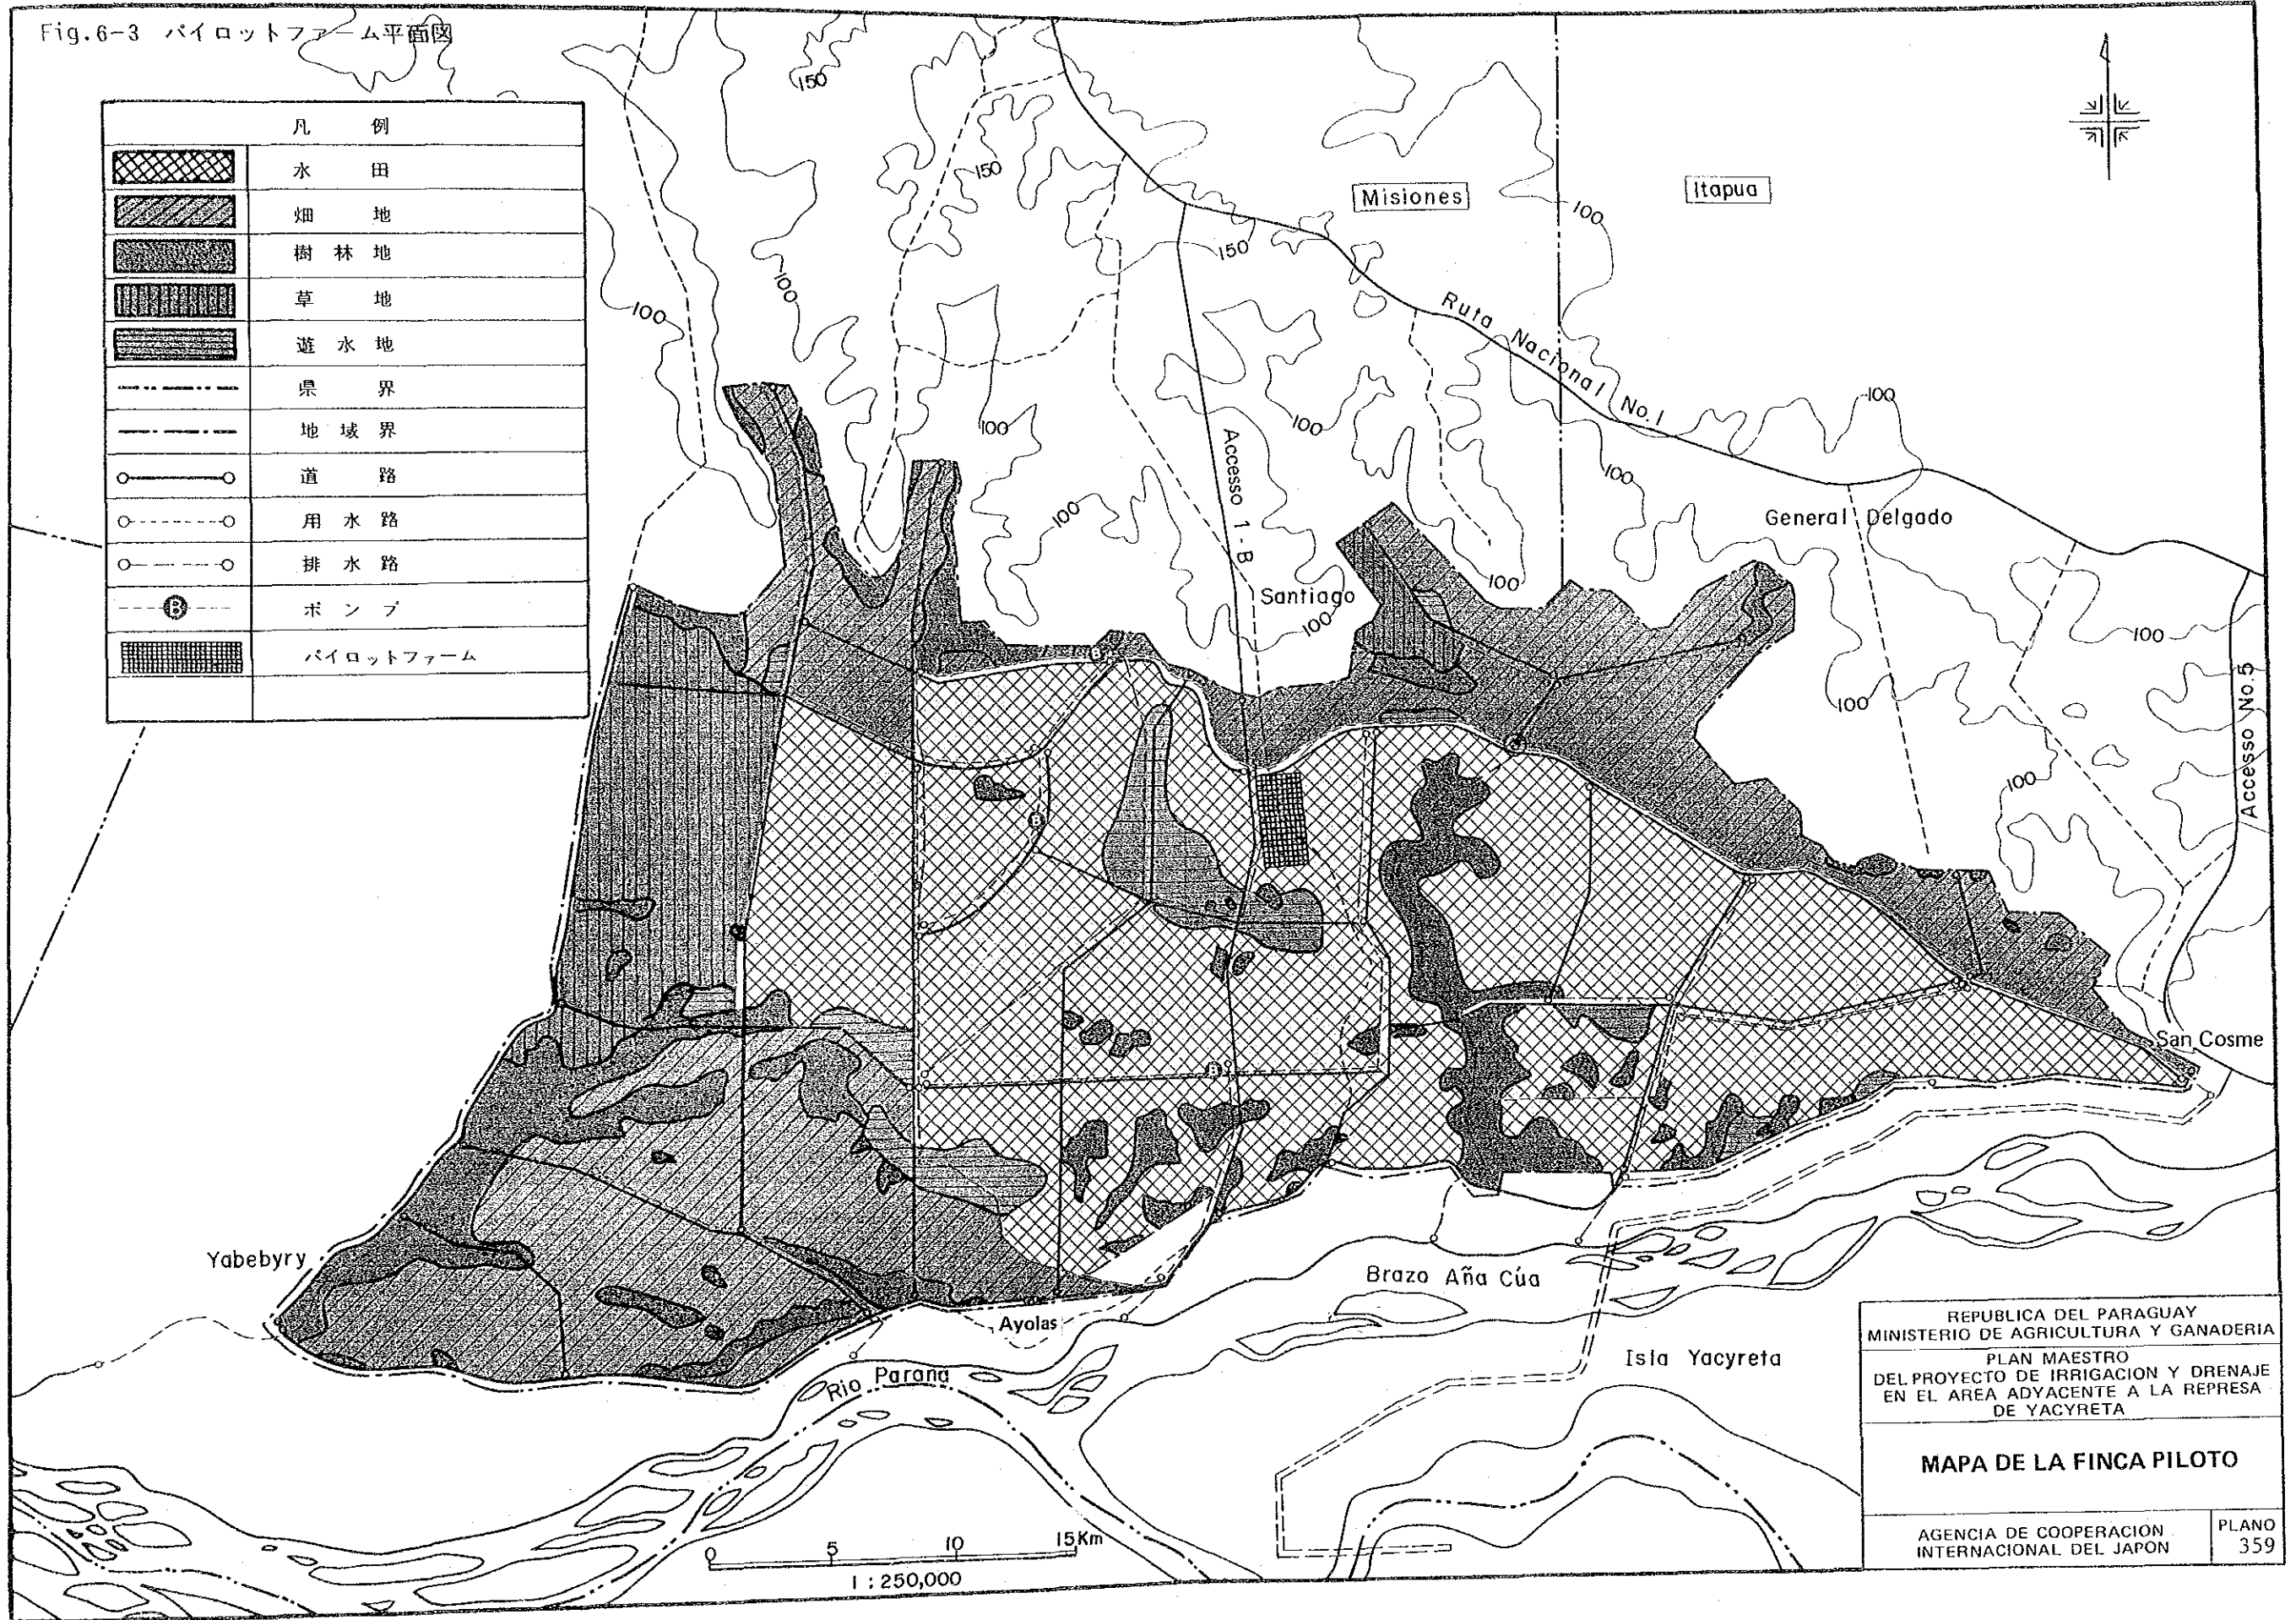 Fig.6-3 パイロットファーム平面図
凡 例
水 田
畑 地
樹 林 地
草 地
遊 水 地
県 界
地 域 界
道 路
用 水 路
排 水 路
B ポ ン プ
パイロットファーム
150
150
150
100
100
100
100
100
100
100
100
100
100
100
100
100
100
Misiones
Itapua
Ruta Nacional No.1
Accesso 1-B
Santiago
General Delgado
Accesso No.5
San Cosme
B
B
B
Yabebyry
Ayolas
Rio Parana
Brazo Aña Cúa
Isla Yacyreta
0 5 10 15Km
1 : 250,000
REPUBLICA DEL PARAGUAY
MINISTERIO DE AGRICULTURA Y GANADERIA
PLAN MAESTRO
DEL PROYECTO DE IRRIGACION Y DRENAJE
EN EL AREA ADYACENTE A LA REPRESA
DE YACYRETA
MAPA DE LA FINCA PILOTO
AGENCIA DE COOPERACION
INTERNACIONAL DEL JAPON
PLANO
359